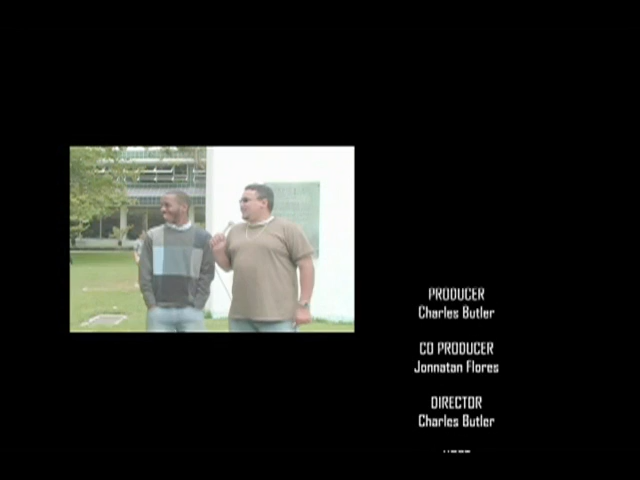 PRODUCER
Charles Butler
CO PRODUCER
Jonnatan Flores
DIRECTOR
Charles Butler